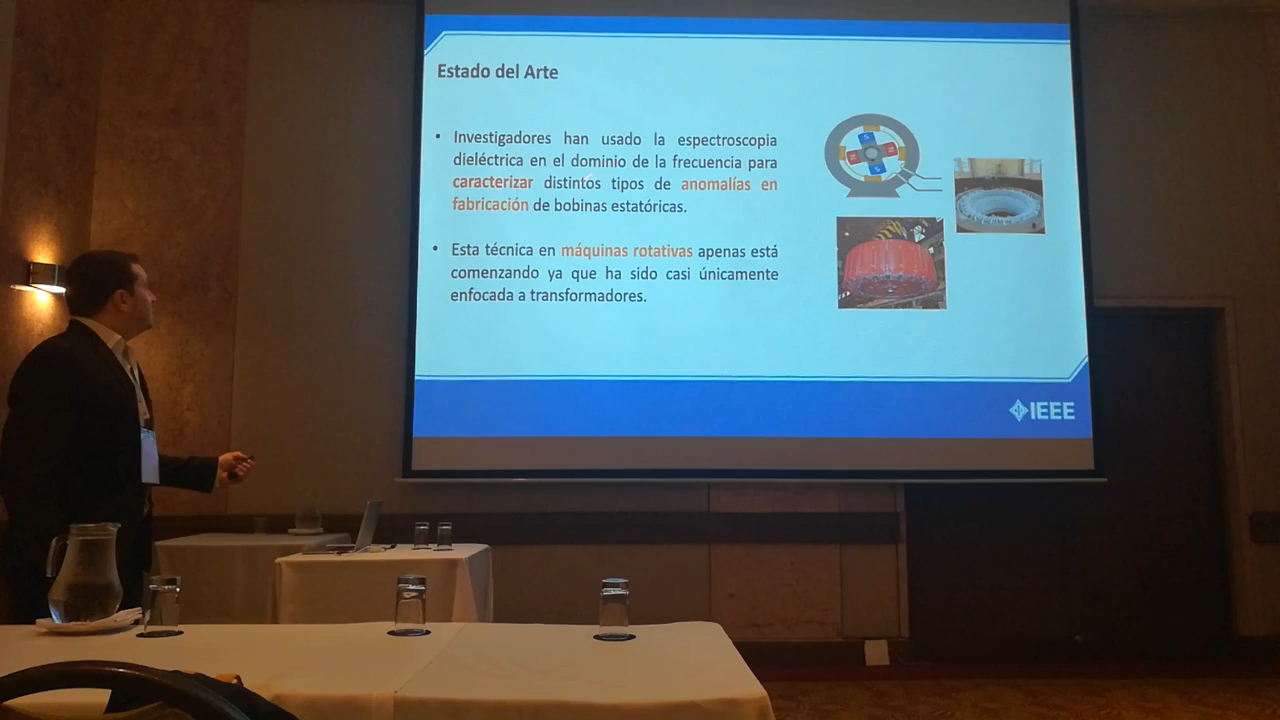 Estado del Arte
• Investigadores han usado la espectroscopia
dieléctrica en el dominio de la frecuencia para
caracterizar distintos tipos de anomalías en
fabricación de bobinas estatóricas.
• Esta técnica en máquinas rotativas apenas está
comenzando ya que ha sido casi únicamente
enfocada a transformadores.
IEEE